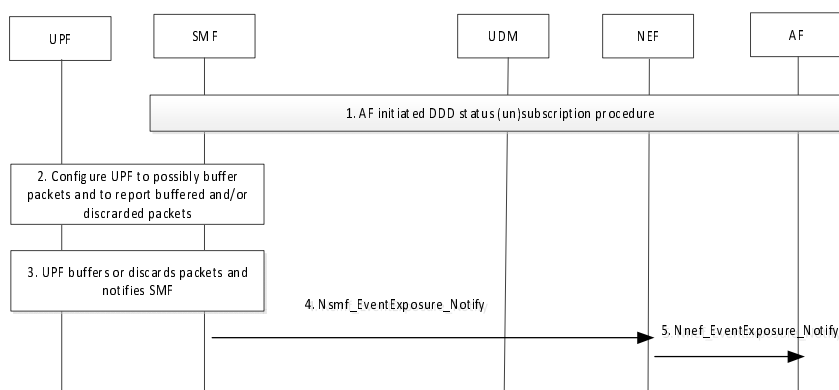 UPF
SMF
UDM
NEF
AF
1. AF initiated DDD status (un)subscription procedure
2. Configure UPF to possibly buffer
packets and to report buffered and/or
discrarded packets
3. UPF buffers or discards packets and
notifies SMF
4. Nsmf_EventExposure_Notify
5. Nnef_EventExposure_Notify